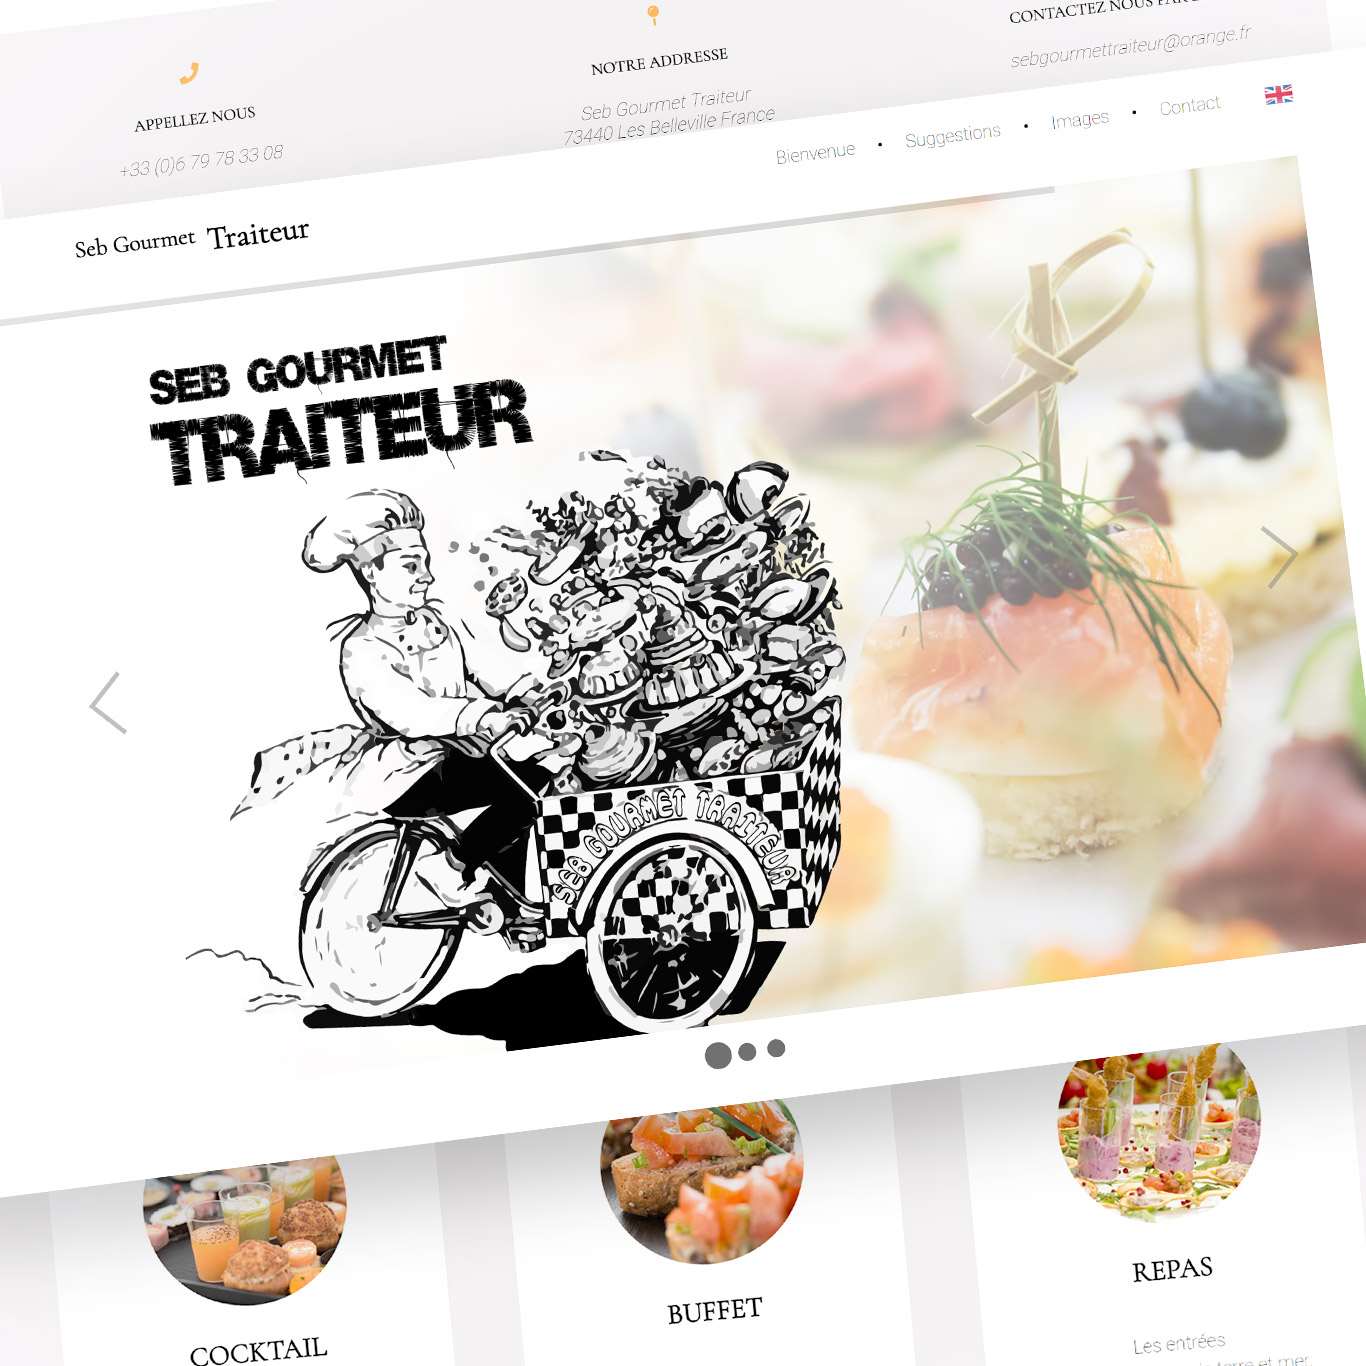 APPELLEZ NOUS
+33 (0)6 79 78 33 08
NOTRE ADDRESSE
Seb Gourmet Traiteur
73440 Les Belleville France
CONTACTEZ NOUS
sebgourmettraiteur@orange.fr
Bienvenue • Suggestions • Images • Contact
Seb Gourmet Traiteur
SEB GOURMET
TRAITEUR
SEB GOURMET TRAITEUR
COCKTAIL
BUFFET
REPAS
Les entrées
terre et mer,